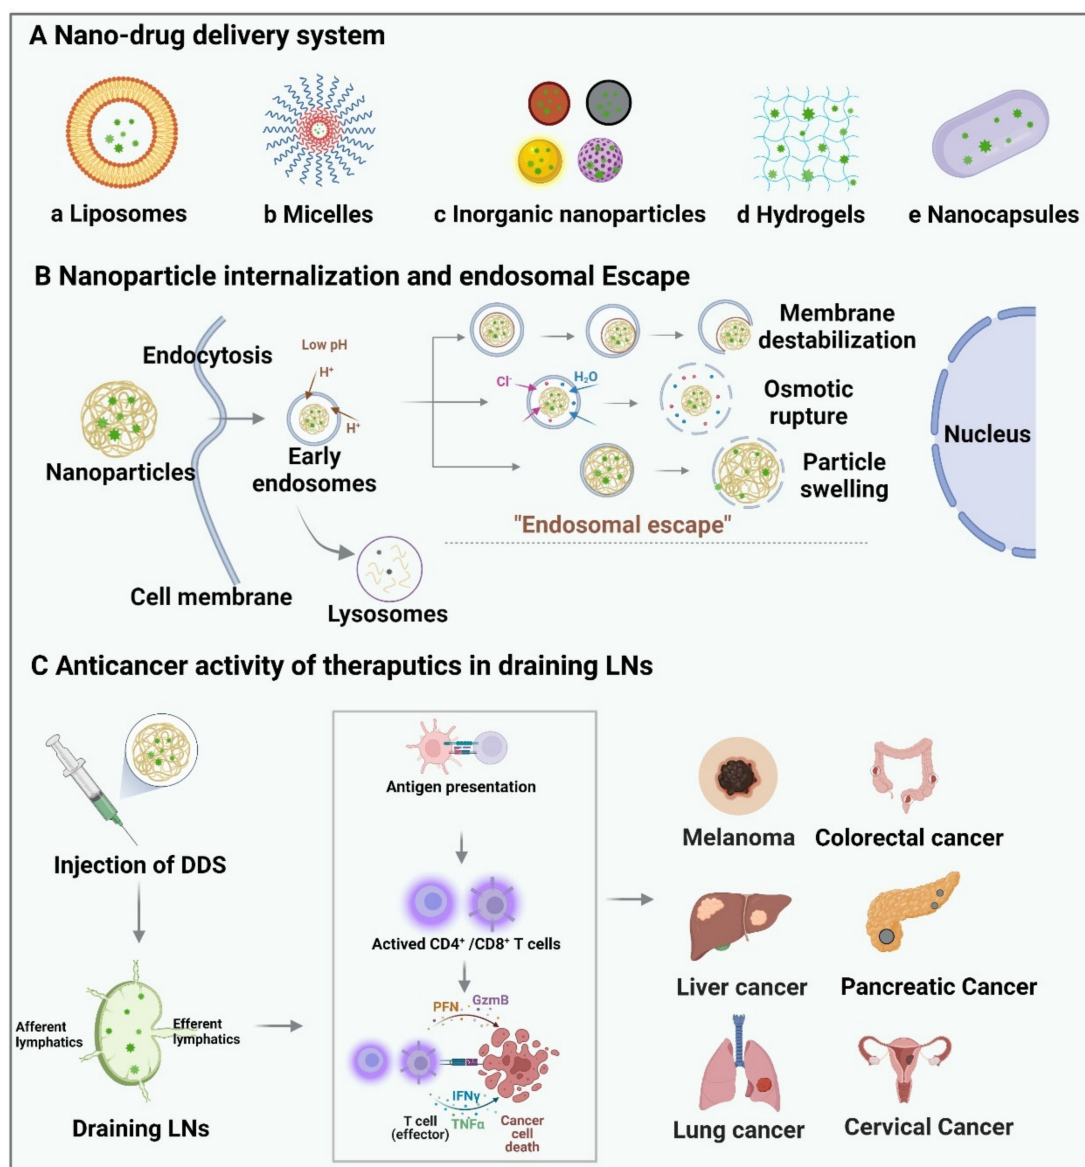 A Nano-drug delivery system
a Liposomes
b Micelles
c Inorganic nanoparticles
d Hydrogels
e Nanocapsules
B Nanoparticle internalization and endosomal Escape
Nanoparticles
Endocytosis
Cell membrane
Low pH
H⁺
H⁺
Early
endosomes
Lysosomes
Cl⁻
H₂O
Membrane
destabilization
Osmotic
rupture
Particle
swelling
"Endosomal escape"
Nucleus
C Anticancer activity of theraputics in draining LNs
Injection of DDS
Afferent
lymphatics
Efferent
lymphatics
Draining LNs
Antigen presentation
Actived CD4⁺ /CD8⁺ T cells
PFN
GzmB
IFNγ
TNFα
T cell
(effector)
Cancer
cell
death
Melanoma
Colorectal cancer
Liver cancer
Pancreatic Cancer
Lung cancer
Cervical Cancer